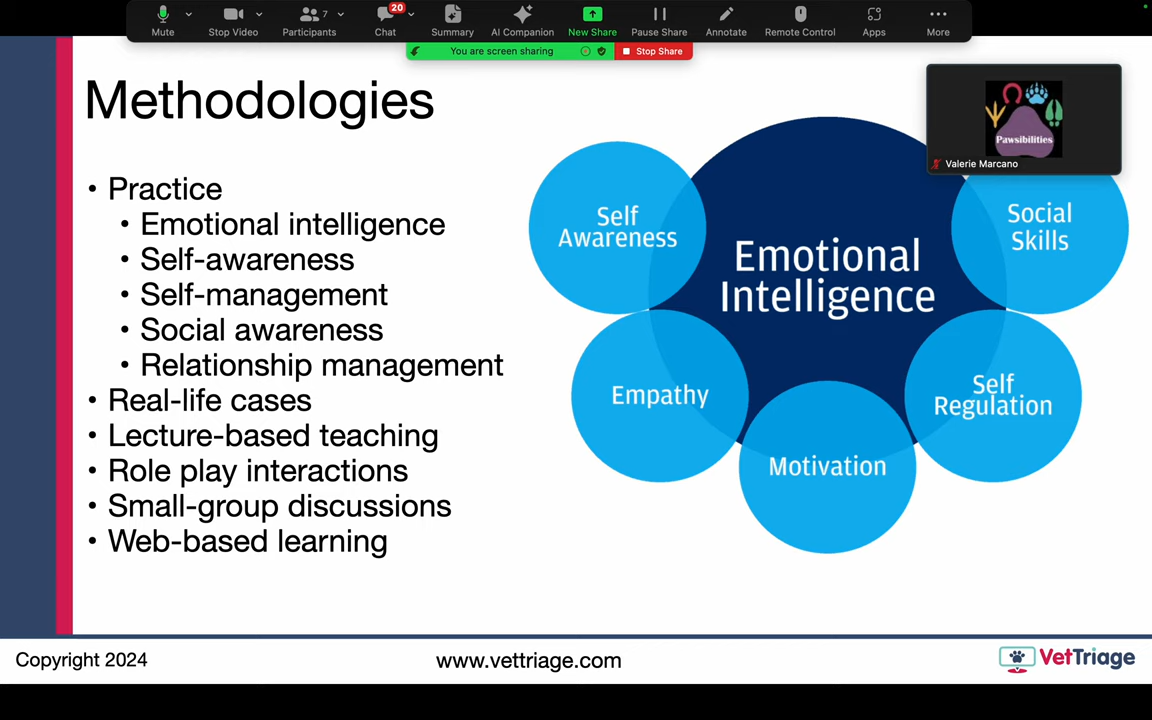 7
20
Mute
Stop Video
Participants
Chat
Summary
AI Companion
New Share
Pause Share
Annotate
Remote Control
Apps
More
You are screen sharing
Stop Share
Methodologies
Pawsibilities
Valerie Marcano
• Practice
• Emotional intelligence
• Self-awareness
• Self-management
• Social awareness
• Relationship management
• Real-life cases
• Lecture-based teaching
• Role play interactions
• Small-group discussions
• Web-based learning
Self
Awareness
Emotional
Intelligence
Social
Skills
Empathy
Motivation
Self
Regulation
Copyright 2024
www.vettriage.com
VetTriage